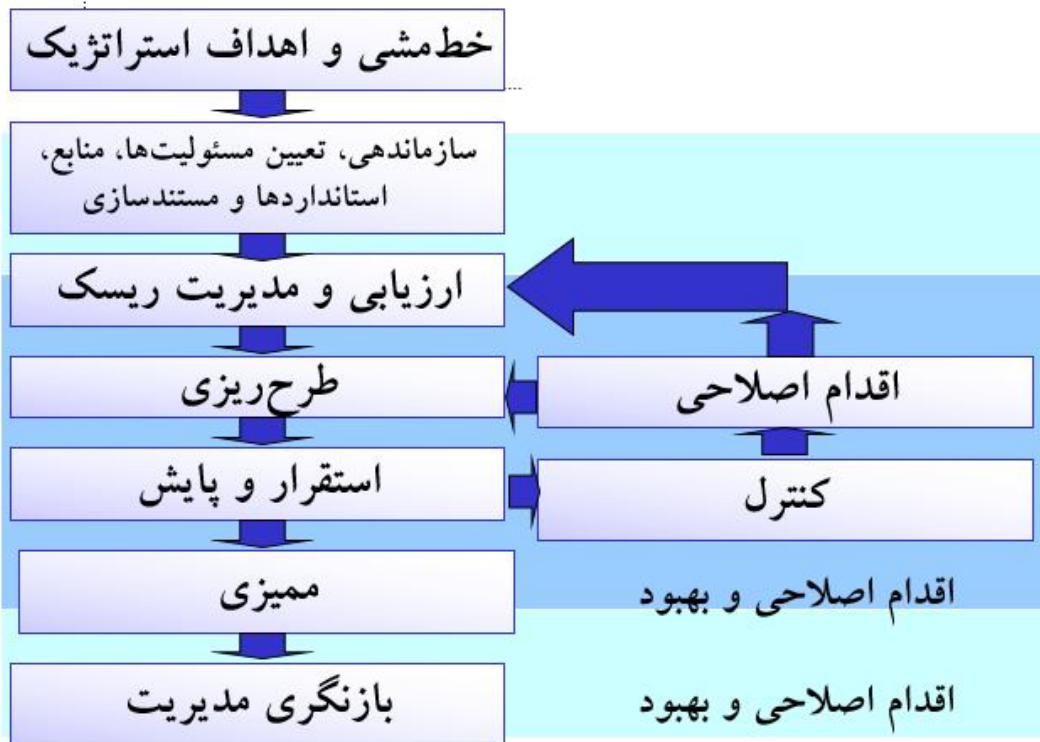 خط‌مشی و اهداف استراتژیک
سازماندهی، تعیین مسئولیت‌ها، منابع،
استانداردها و مستندسازی
ارزیابی و مدیریت ریسک
طرح‌ریزی
اقدام اصلاحی
استقرار و پایش
کنترل
ممیزی
اقدام اصلاحی و بهبود
بازنگری مدیریت
اقدام اصلاحی و بهبود